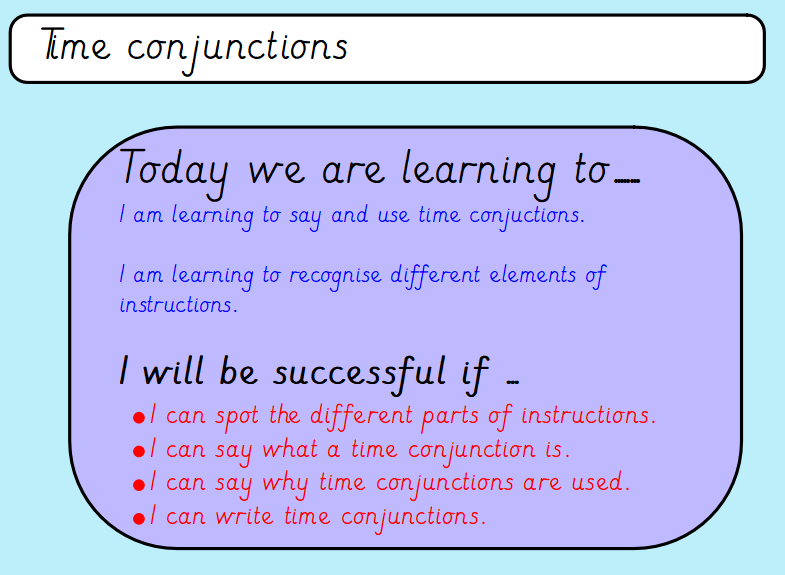 Time conjunctions
Today we are learning to......
I am learning to say and use time conjuctions.
I am learning to recognise different elements of
instructions.
I will be successful if ...
●I can spot the different parts of instructions.
●I can say what a time conjunction is.
●I can say why time conjunctions are used.
●I can write time conjunctions.